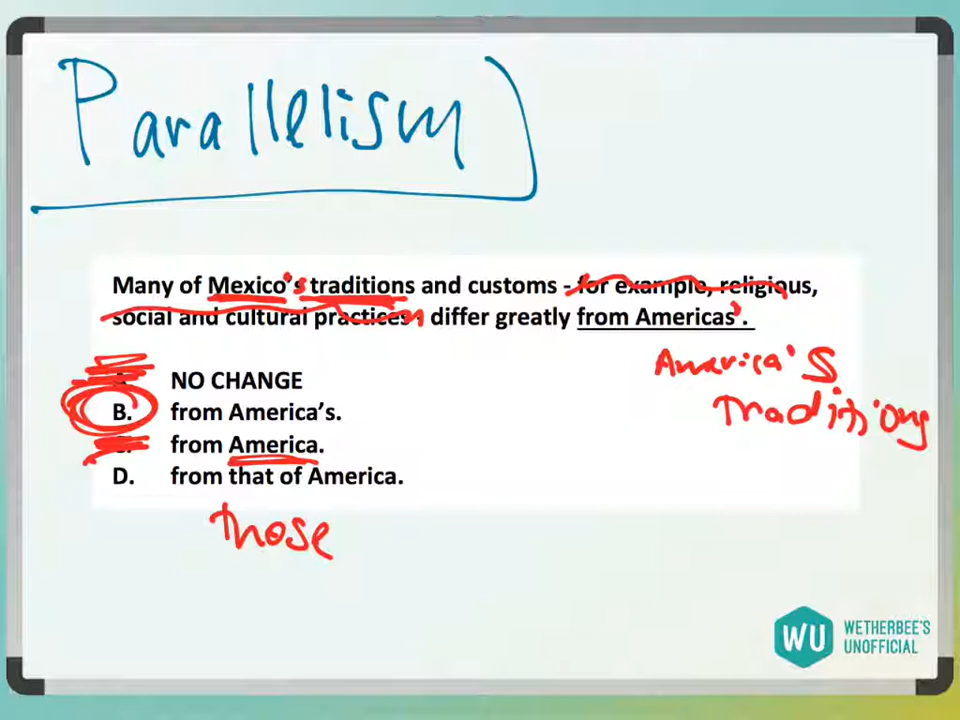 Parallelism
Many of Mexico's traditions and customs - for example, religious,
social and cultural practices - differ greatly from Americas'.
A. NO CHANGE
B. from America's.
C. from America.
D. from that of America.
America's
Traditions
those
WU WETHERBEE'S
UNOFFICIAL